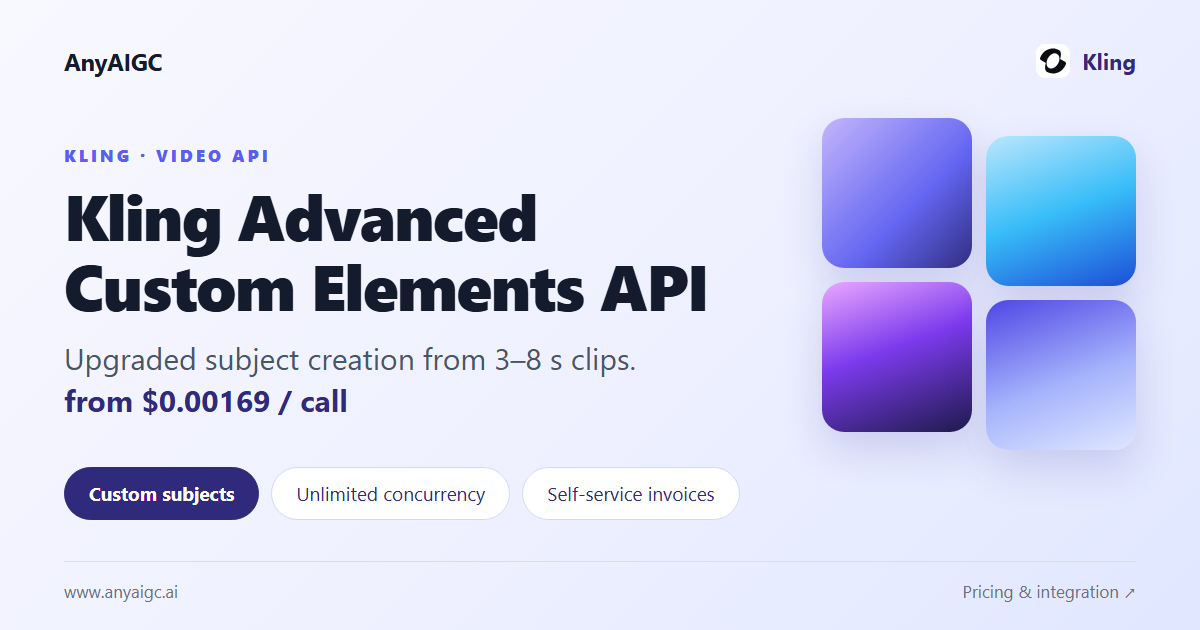 AnyAIGC
Kling
KLING · VIDEO API
Kling Advanced
Custom Elements API
Upgraded subject creation from 3–8 s clips.
from $0.00169 / call
Custom subjects
Unlimited concurrency
Self-service invoices
www.anyaigc.ai
Pricing & integration ↗